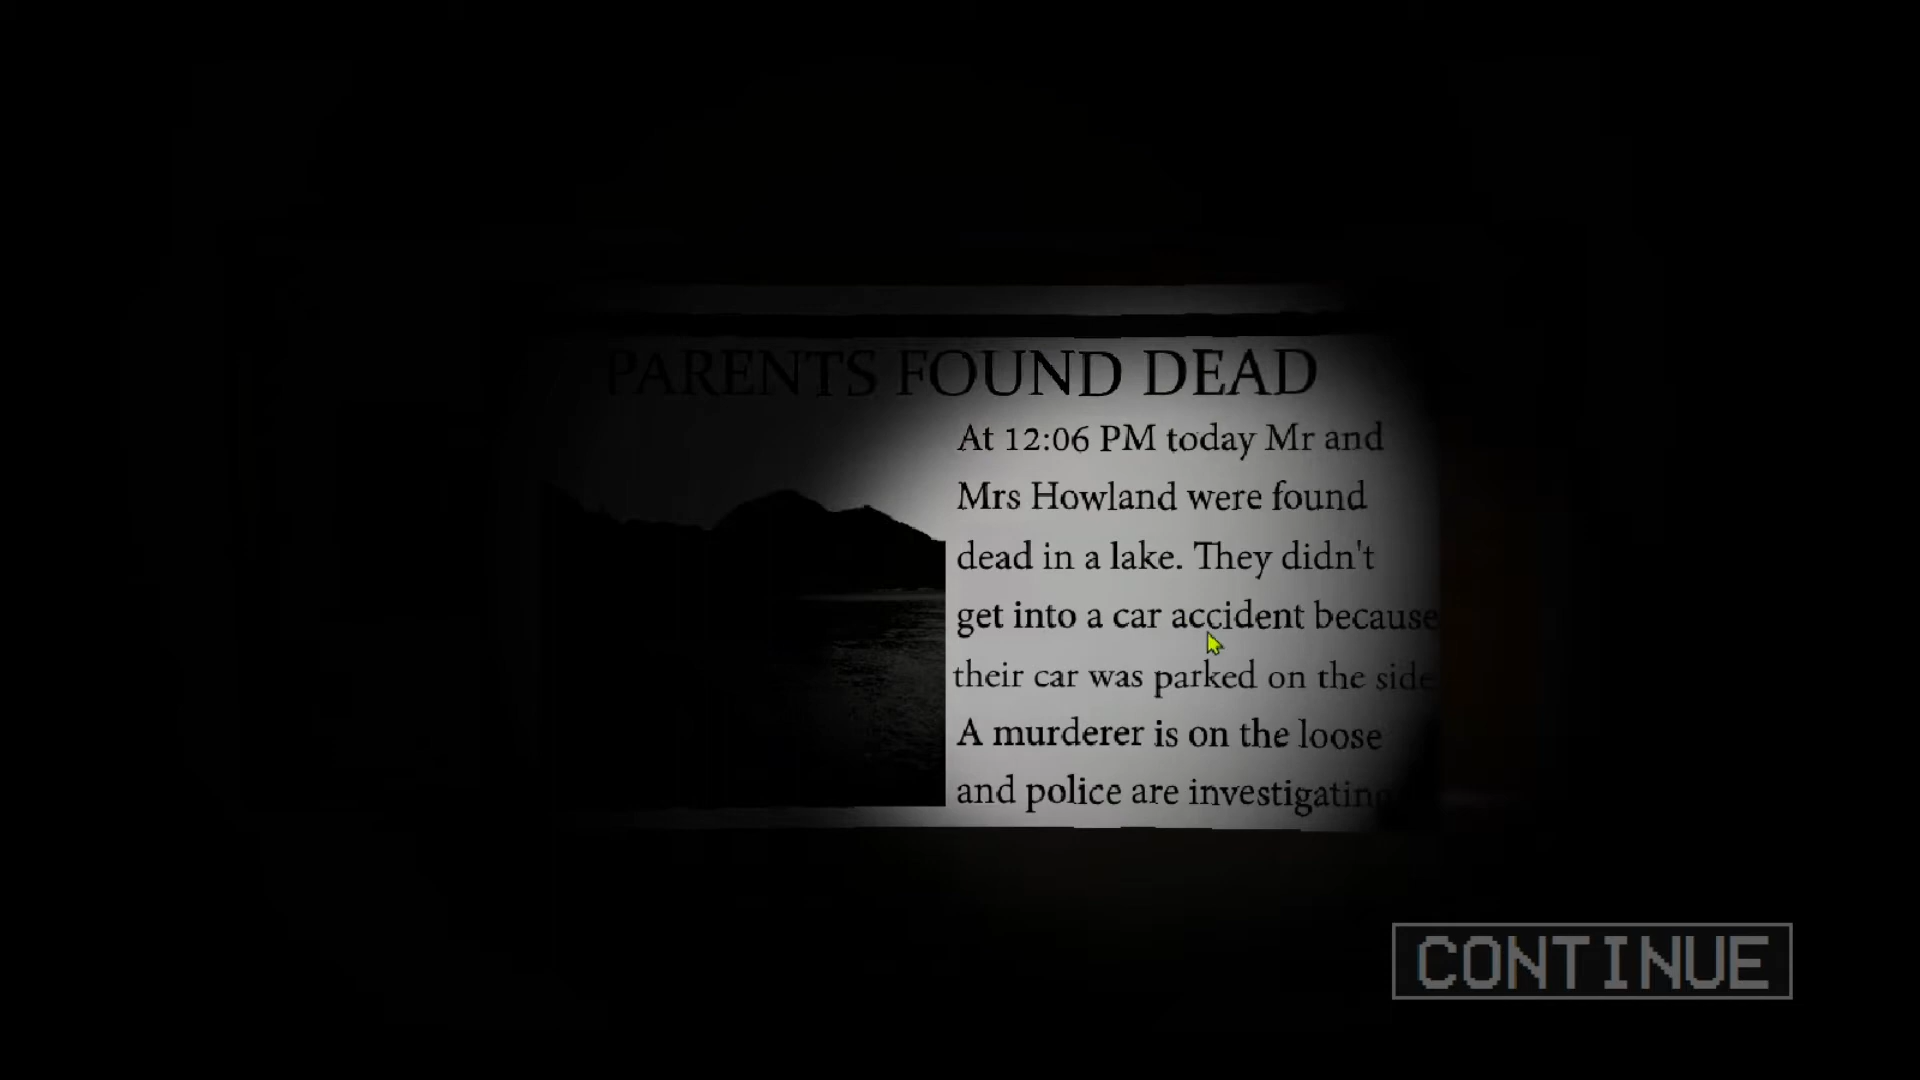 PARENTS FOUND DEAD
At 12:06 PM today Mr and
Mrs Howland were found
dead in a lake. They didn't
get into a car accident because
their car was parked on the side
A murderer is on the loose
and police are investigating
CONTINUE